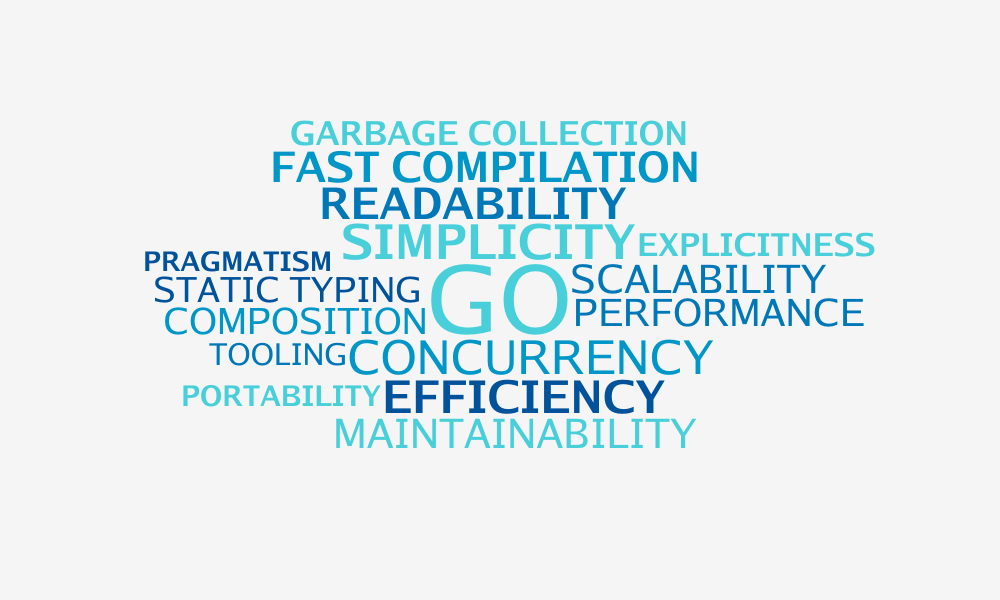 GARBAGE COLLECTION
FAST COMPILATION
READABILITY
SIMPLICITY
EXPLICITNESS
PRAGMATISM
STATIC TYPING
GO
SCALABILITY
COMPOSITION
PERFORMANCE
TOOLING
CONCURRENCY
PORTABILITY
EFFICIENCY
MAINTAINABILITY